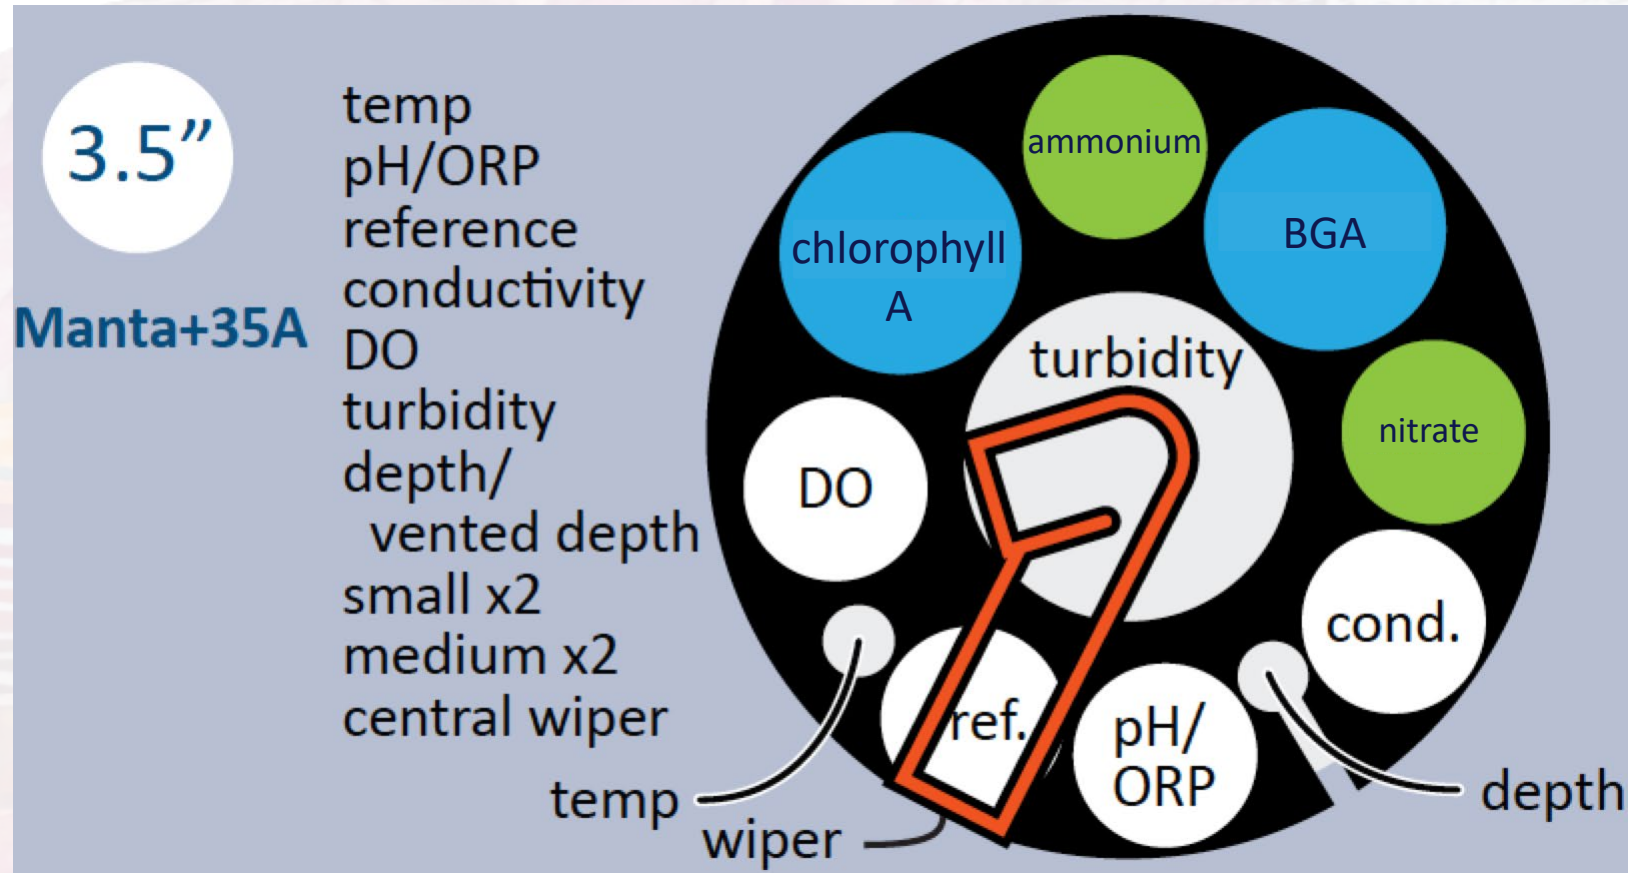 3.5”
Manta+35A
temp
pH/ORP
reference
conductivity
DO
turbidity
depth/
vented depth
small x2
medium x2
central wiper
ammonium
BGA
chlorophyll
A
turbidity
nitrate
DO
cond.
ref.
pH/
ORP
temp
wiper
depth